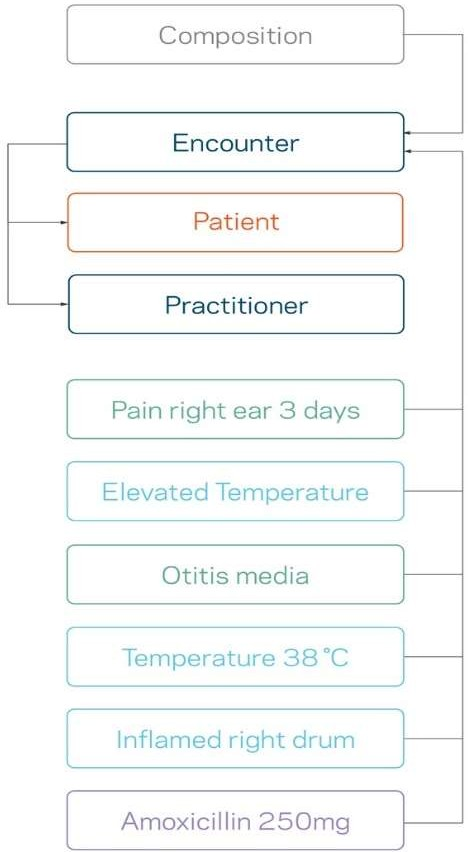 Composition
Encounter
Patient
Practitioner
Pain right ear 3 days
Elevated Temperature
Otitis media
Temperature 38 °C
Inflamed right drum
Amoxicillin 250mg